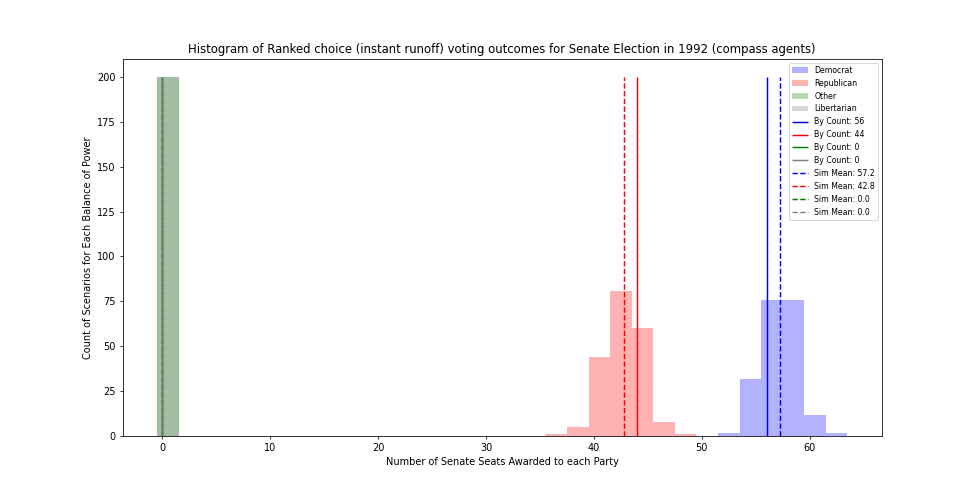 Histogram of Ranked choice (instant runoff) voting outcomes for Senate Election in 1992 (compass agents)
Count of Scenarios for Each Balance of Power
200
175
150
125
100
75
50
25
0
Democrat
Republican
Other
Libertarian
By Count: 56
By Count: 44
By Count: 0
By Count: 0
Sim Mean: 57.2
Sim Mean: 42.8
Sim Mean: 0.0
Sim Mean: 0.0
0 10 20 30 40 50 60
Number of Senate Seats Awarded to each Party